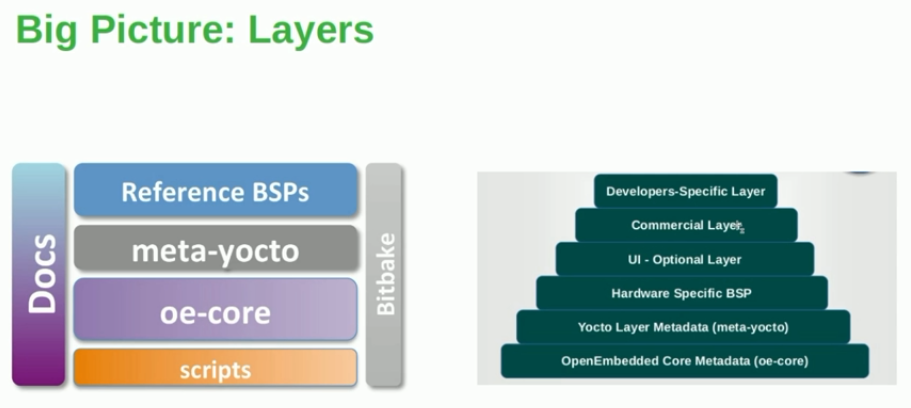 Big Picture: Layers
Docs
Reference BSPs
meta-yocto
oe-core
scripts
Bitbake
Developers-Specific Layer
Commercial Layer
UI - Optional Layer
Hardware Specific BSP
Yocto Layer Metadata (meta-yocto)
OpenEmbedded Core Metadata (oe-core)